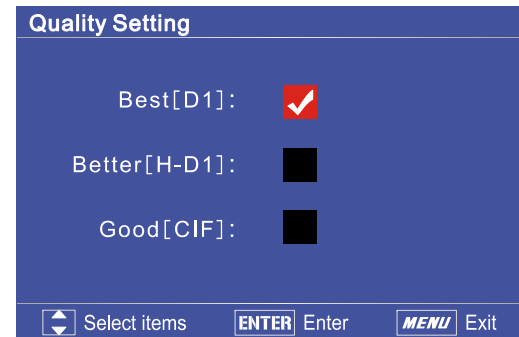 Quality Setting
Best[D1]:
Better[H-D1]:
Good[CIF]:
Select items ENTER Enter MENU Exit